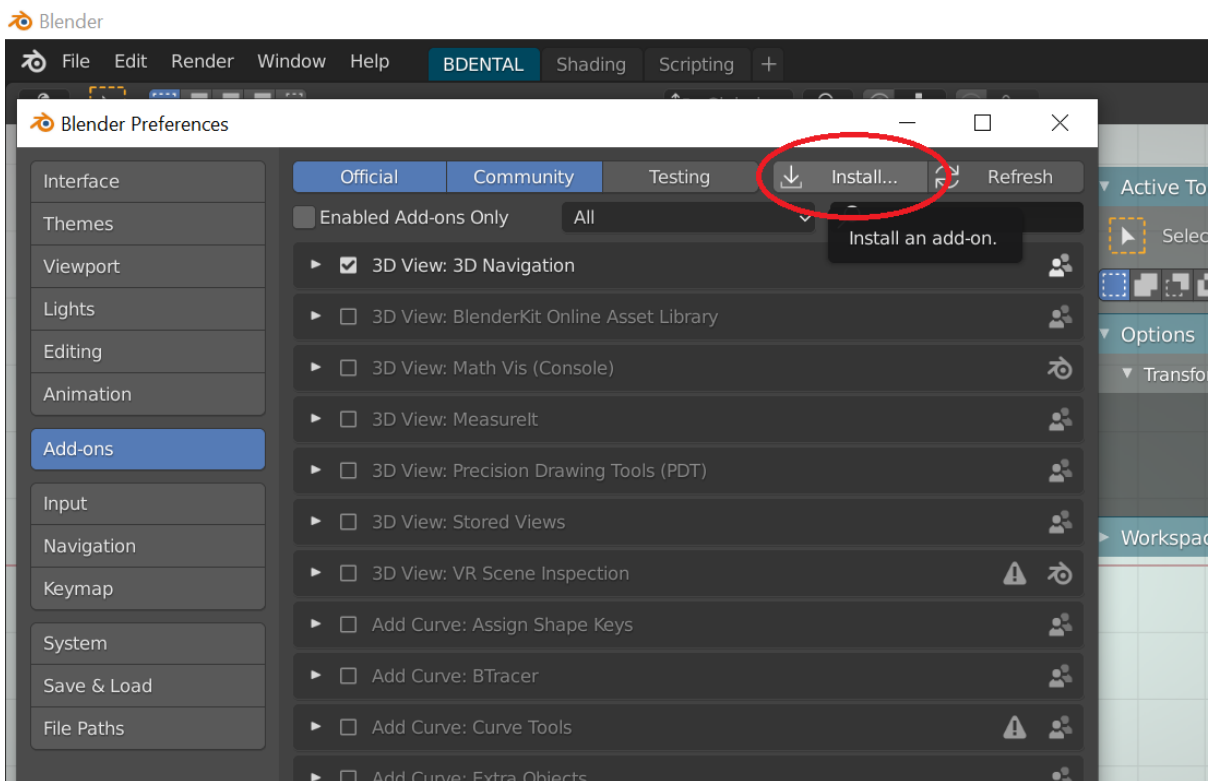 Blender
File Edit Render Window Help BDENTAL Shading Scripting +
Blender Preferences
Interface
Themes
Viewport
Lights
Editing
Animation
Add-ons
Input
Navigation
Keymap
System
Save & Load
File Paths
Official Community Testing Install... Refresh
Enabled Add-ons Only All
Install an add-on.
3D View: 3D Navigation
3D View: BlenderKit Online Asset Library
3D View: Math Vis (Console)
3D View: MeasureIt
3D View: Precision Drawing Tools (PDT)
3D View: Stored Views
3D View: VR Scene Inspection
Add Curve: Assign Shape Keys
Add Curve: BTracer
Add Curve: Curve Tools
Add Curve: Extra Objects
Active To
Selec
Options
Transfo
Workspac